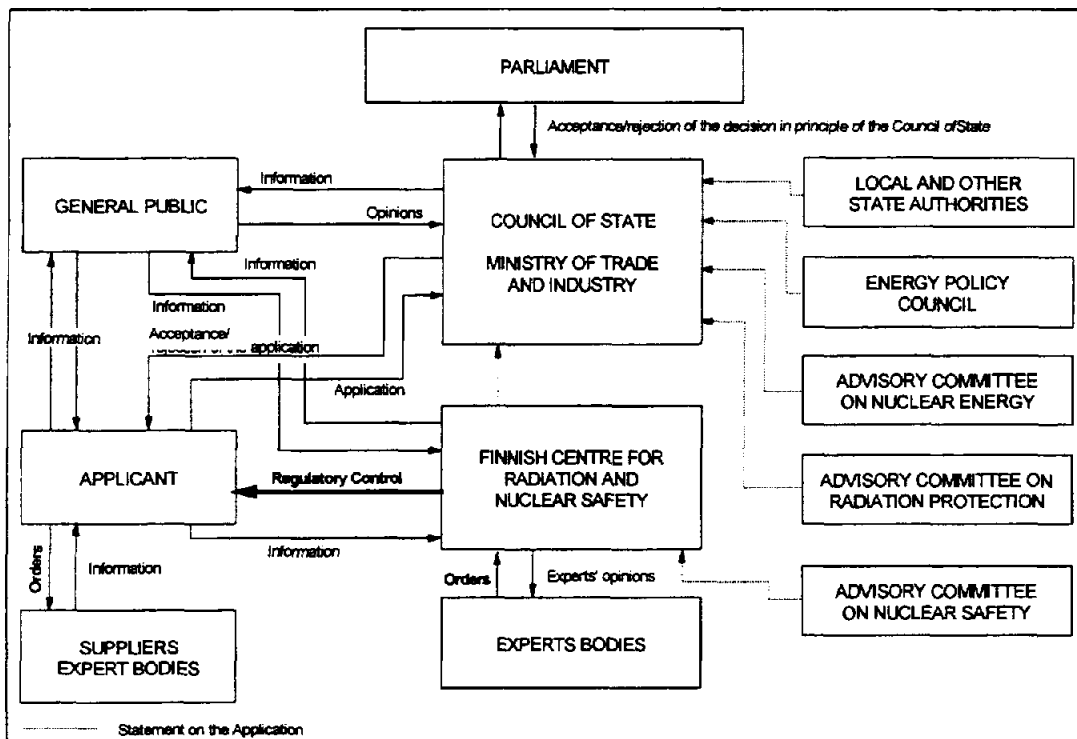 PARLIAMENT
Acceptance/rejection of the decision in principle of the Council of State
Information
GENERAL PUBLIC
Opinions
COUNCIL OF STATE
MINISTRY OF TRADE
AND INDUSTRY
LOCAL AND OTHER
STATE AUTHORITIES
Information
Information
ENERGY POLICY
COUNCIL
Information
Acceptance/
rejection of the application
Application
ADVISORY COMMITTEE
ON NUCLEAR ENERGY
APPLICANT
Regulatory Control
FINNISH CENTRE FOR
RADIATION AND
NUCLEAR SAFETY
ADVISORY COMMITTEE ON
RADIATION PROTECTION
Information
Orders
Information
Orders
Experts' opinions
ADVISORY COMMITTEE
ON NUCLEAR SAFETY
SUPPLIERS
EXPERT BODIES
EXPERTS BODIES
Statement on the Application